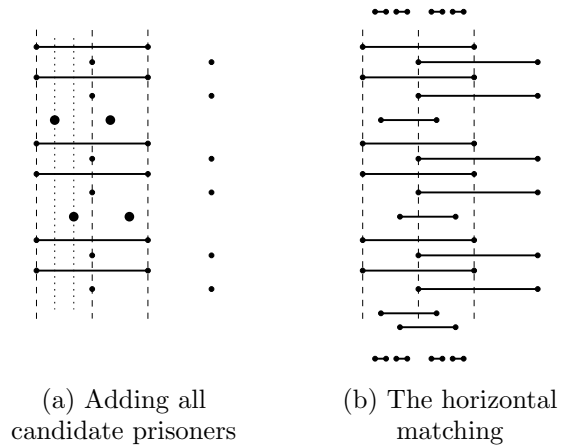 (a) Adding all
candidate prisoners
(b) The horizontal
matching